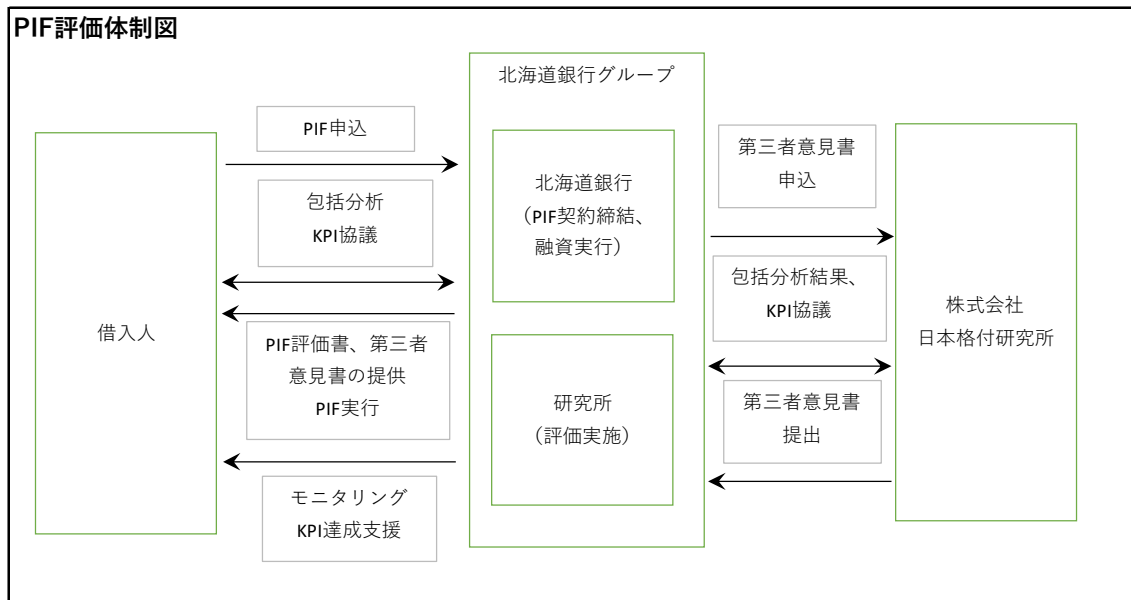 PIF評価体制図
北海道銀行グループ
PIF申込
包括分析
KPI協議
借入人
PIF評価書、第三者
意見書の提供
PIF実行
モニタリング
KPI達成支援
北海道銀行
（PIF契約締結、
融資実行）
研究所
（評価実施）
第三者意見書
申込
包括分析結果、
KPI協議
第三者意見書
提出
株式会社
日本格付研究所